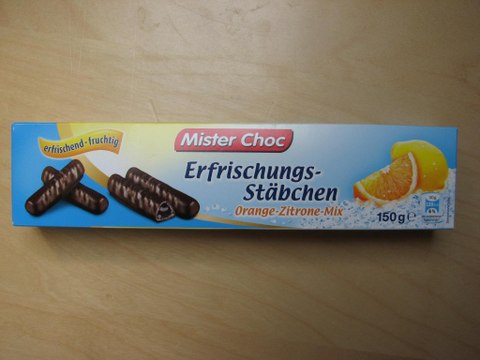 erfrischend-fruchtig
Mister Choc
Erfrischungs-
Stäbchen
Orange-Zitrone-Mix
150g℮